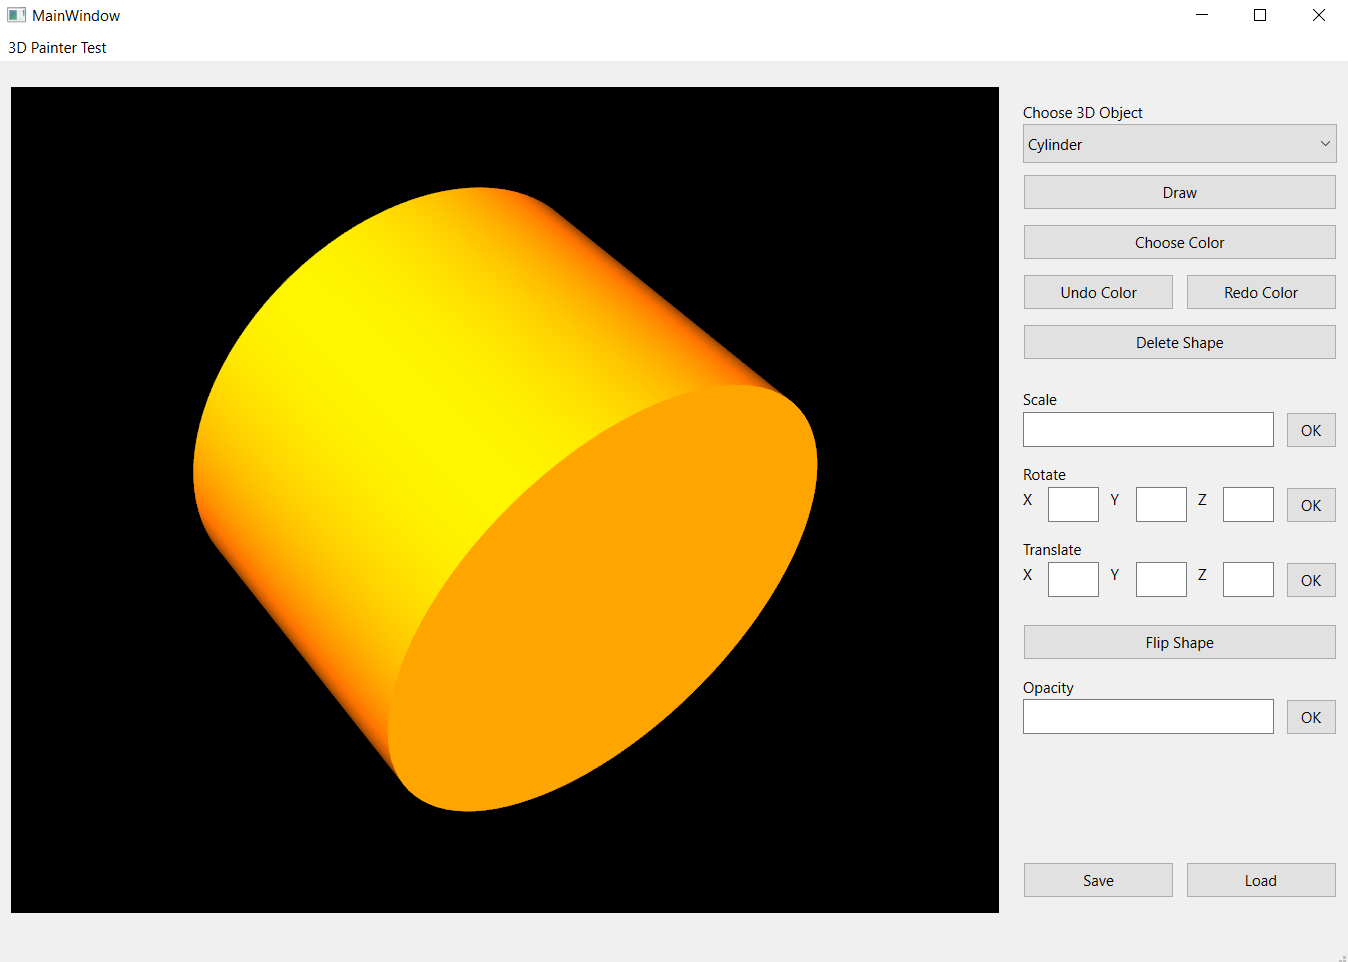 MainWindow
3D Painter Test
Choose 3D Object
Cylinder
Draw
Choose Color
Undo Color Redo Color
Delete Shape
Scale
OK
Rotate
X Y Z OK
Translate
X Y Z OK
Flip Shape
Opacity
OK
Save Load